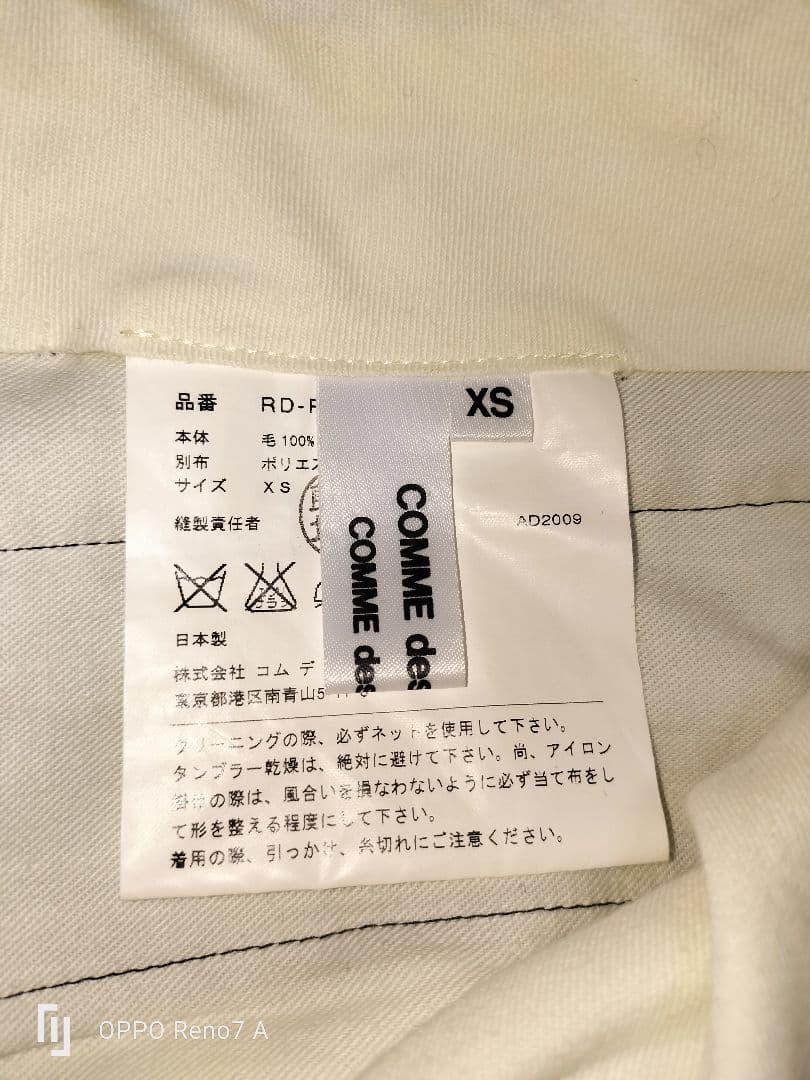 品番 RD-P
本体 毛100%
別布 ポリエス
サイズ XS
縫製責任者
AD2009
XS
COMME des
COMME des
日本製
株式会社 コム デ
東京都港区南青山5
クリーニングの際、必ずネットを使用して下さい。
タンブラー乾燥は、絶対に避けて下さい。尚、アイロン
の際は、風合いを損なわないように必ず当て布をし
て形を整える程度にして下さい。
着用の際、引っかけ、糸切れにご注意ください。
OPPO Reno7 A